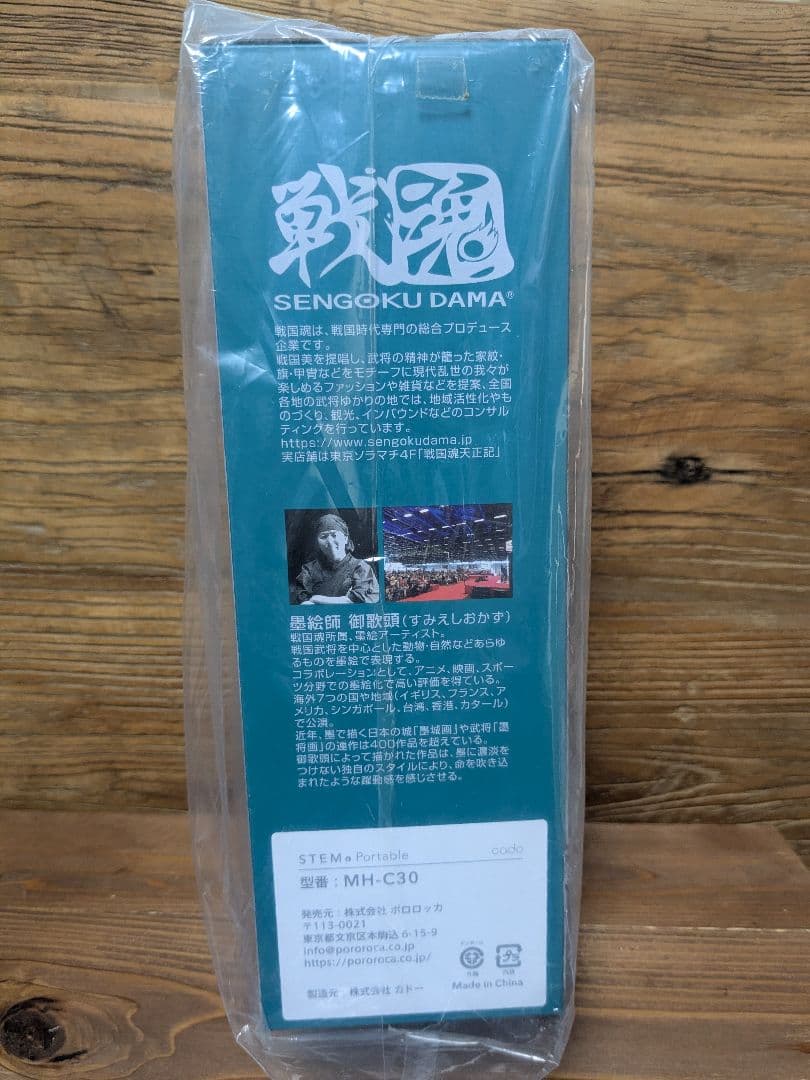 戦魂
SENGOKU DAMA®
戦国魂は、戦国時代専門の総合プロデュース
企業です。
戦国美を提唱し、武将の精神が籠った家紋・
旗・甲冑などをモチーフに現代乱世の我々が
楽しめるファッションや雑貨などを提案、全国
各地の武将ゆかりの地では、地域活性化やも
のづくり、観光、インバウンドなどのコンサル
ティングを行っています。
https://www.sengokudama.jp
実店舗は東京ソラマチ4F「戦国魂天正記」
墨絵師 御歌頭(すみえしおかず)
戦国魂所属、墨絵アーティスト。
戦国武将を中心とした動物・自然などあらゆ
るものを墨絵で表現する。
コラボレーションとして、アニメ、映画、スポー
ツ分野での墨絵化で高い評価を得ている。
海外7つの国や地域(イギリス、フランス、ア
メリカ、シンガポール、台湾、香港、カタール)
で公演。
近年、墨で描く日本の城「墨城画」や武将「墨
将画」の連作は400作品を超えている。
御歌頭によって描かれた作品は、墨に濃淡を
つけない独自のスタイルにより、命を吹き込
まれたような躍動感を感じさせる。
STEM Portable
cado
型番:MH-C30
発売元:株式会社 ポロロッカ
〒113-0021
東京都文京区本駒込 6-15-9
info@pororoca.co.jp
https://pororoca.co.jp/
製造元:株式会社 カドー
Made in China